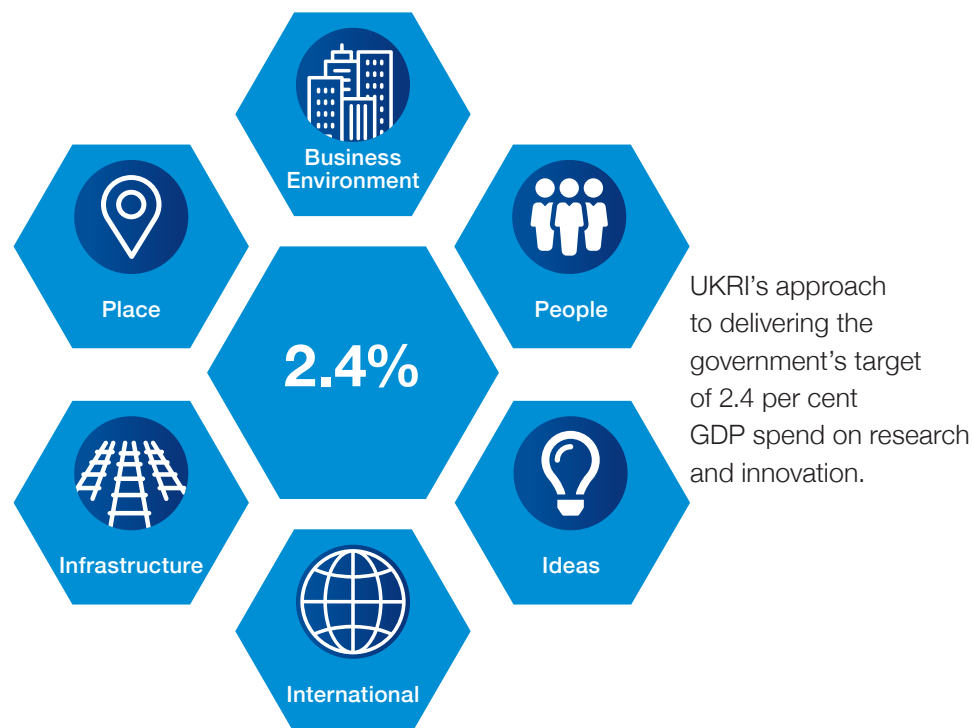 Business
Environment
Place
People
2.4%
UKRI’s approach
to delivering the
government’s target
of 2.4 per cent
GDP spend on research
and innovation.
Infrastructure
Ideas
International